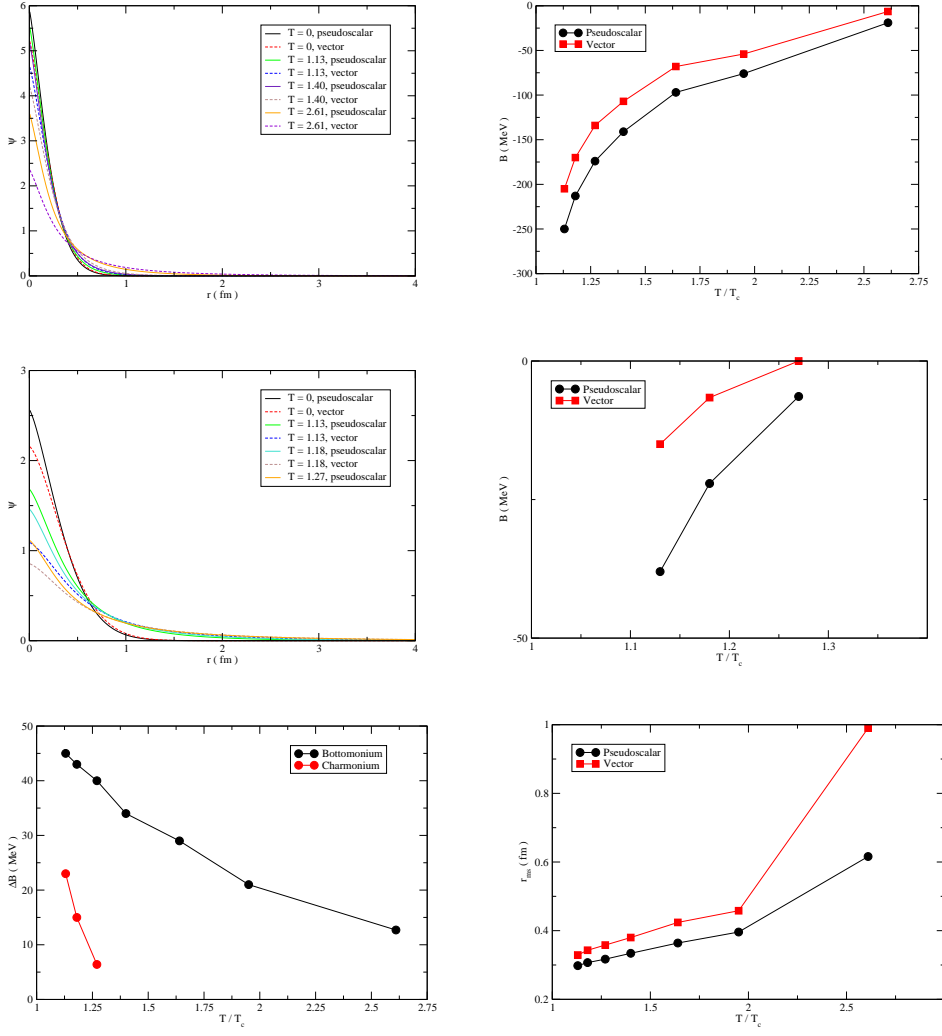 6
5
4
3
2
1
0
ψ
T = 0, pseudoscalar
T = 0, vector
T = 1.13, pseudoscalar
T = 1.13, vector
T = 1.40, pseudoscalar
T = 1.40, vector
T = 2.61, pseudoscalar
T = 2.61, vector
0 1 2 3 4
r ( fm )
0
-50
-100
-150
-200
-250
-300
B ( MeV )
Pseudoscalar
Vector
1 1.25 1.5 1.75 2 2.25 2.5 2.75
T / T_c
3
2
1
0
ψ
T = 0, pseudoscalar
T = 0, vector
T = 1.13, pseudoscalar
T = 1.13, vector
T = 1.18, pseudoscalar
T = 1.18, vector
T = 1.27, pseudoscalar
0 1 2 3 4
r ( fm )
0
-50
B ( MeV )
Pseudoscalar
Vector
1 1.1 1.2 1.3
T / T_c
50
40
30
20
10
0
ΔB ( MeV )
Bottomonium
Charmonium
1 1.25 1.5 1.75 2 2.25 2.5 2.75
T / T_c
1
0.8
0.6
0.4
0.2
r_ms ( fm )
Pseudoscalar
Vector
1 1.5 2 2.5
T / T_c